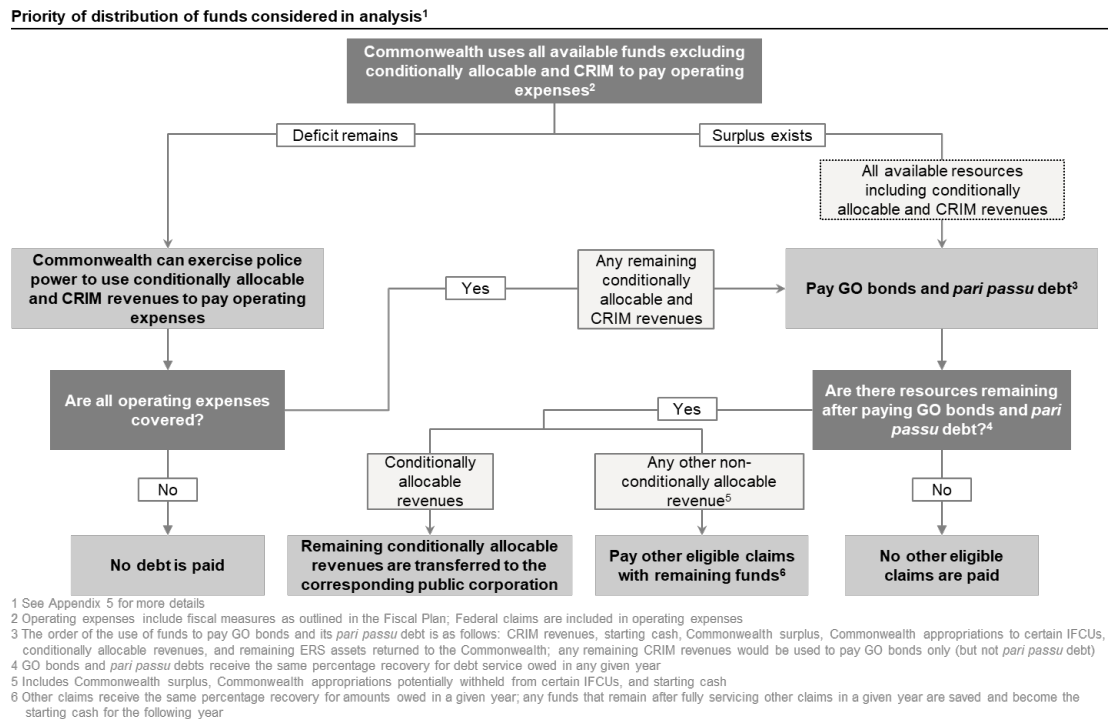 Priority of distribution of funds considered in analysis1
Commonwealth uses all available funds excluding
conditionally allocable and CRIM to pay operating
expenses2
Deficit remains
Surplus exists
All available resources
including conditionally
allocable and CRIM revenues
Commonwealth can exercise police
power to use conditionally allocable
and CRIM revenues to pay operating
expenses
Yes
Any remaining
conditionally
allocable and
CRIM revenues
Pay GO bonds and pari passu debt3
Are all operating expenses
covered?
Are there resources remaining
after paying GO bonds and pari
passu debt?4
Yes
Conditionally
allocable
revenues
Any other non-
conditionally allocable
revenue5
No
No
No debt is paid
Remaining conditionally allocable
revenues are transferred to the
corresponding public corporation
Pay other eligible claims
with remaining funds6
No other eligible
claims are paid
1 See Appendix 5 for more details
2 Operating expenses include fiscal measures as outlined in the Fiscal Plan; Federal claims are included in operating expenses
3 The order of the use of funds to pay GO bonds and its pari passu debt is as follows: CRIM revenues, starting cash, Commonwealth surplus, Commonwealth appropriations to certain IFCUs,
conditionally allocable revenues, and remaining ERS assets returned to the Commonwealth; any remaining CRIM revenues would be used to pay GO bonds only (but not pari passu debt)
4 GO bonds and pari passu debts receive the same percentage recovery for debt service owed in any given year
5 Includes Commonwealth surplus, Commonwealth appropriations potentially withheld from certain IFCUs, and starting cash
6 Other claims receive the same percentage recovery for amounts owed in a given year; any funds that remain after fully servicing other claims in a given year are saved and become the
starting cash for the following year